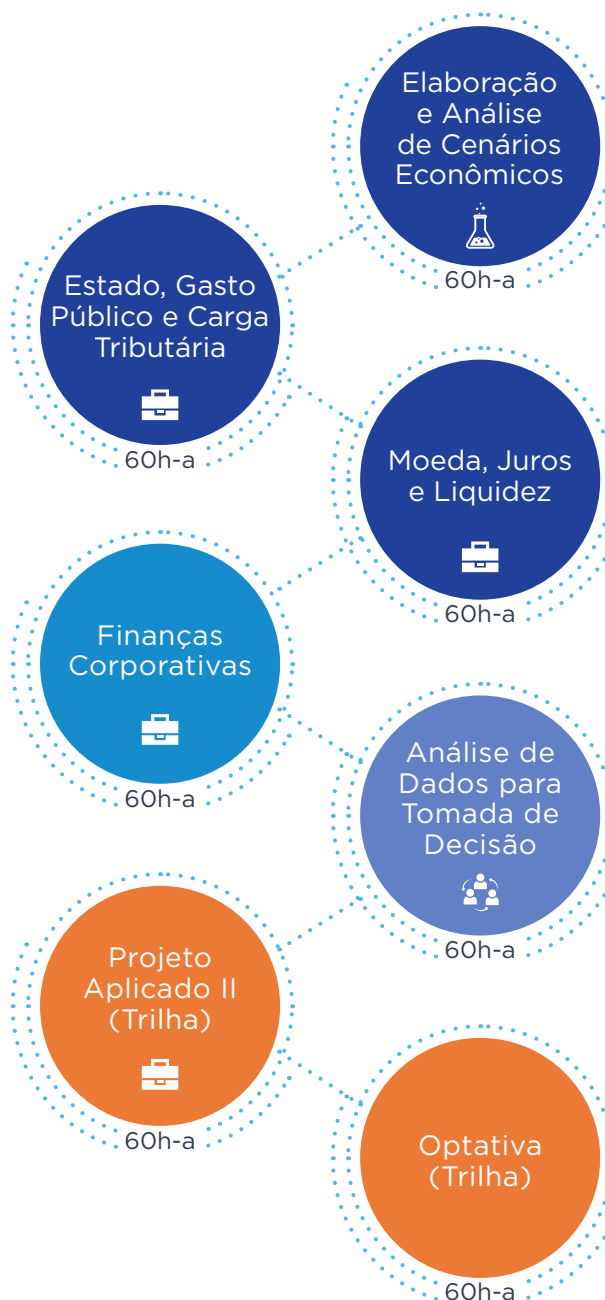 Elaboração
e Análise
de Cenários
Econômicos
60h-a
Estado, Gasto
Público e Carga
Tributária
60h-a
Moeda, Juros
e Liquidez
60h-a
Finanças
Corporativas
60h-a
Análise de
Dados para
Tomada de
Decisão
60h-a
Projeto
Aplicado II
(Trilha)
60h-a
Optativa
(Trilha)
60h-a